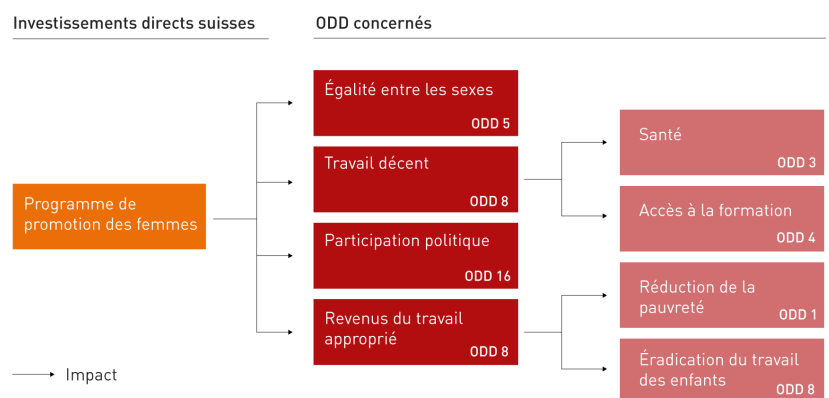 Investissements directs suisses
ODD concernés
Programme de
promotion des femmes
Égalité entre les sexes
ODD 5
Travail décent
ODD 8
Participation politique
ODD 16
Revenus du travail
approprié
ODD 8
Santé
ODD 3
Accès à la formation
ODD 4
Réduction de la
pauvreté
ODD 1
Éradication du travail
des enfants
ODD 8
Impact